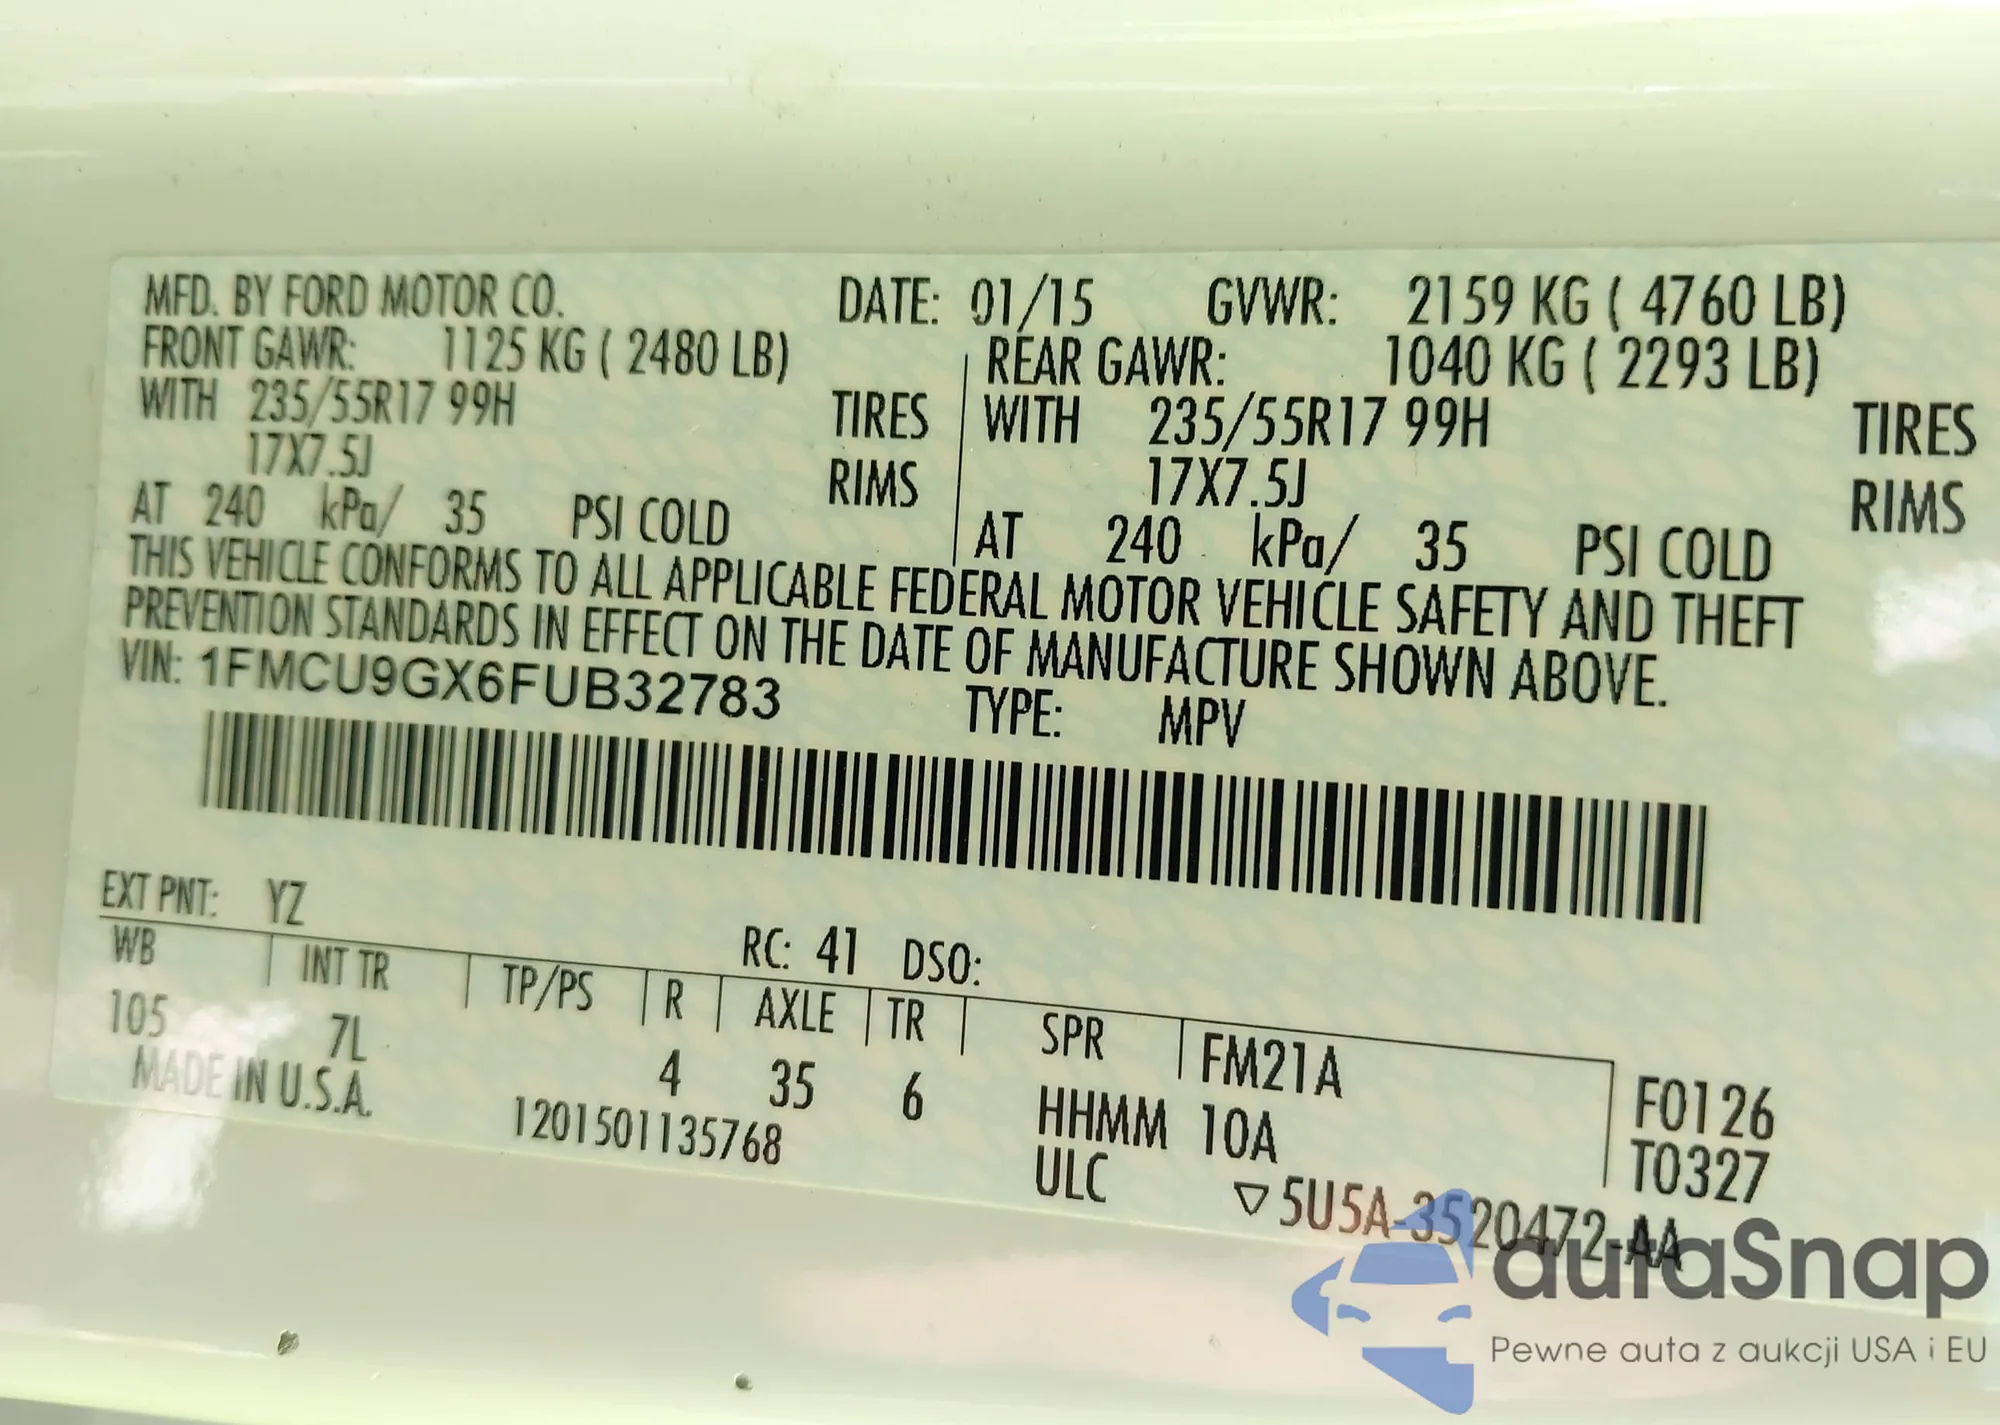 MFD. BY FORD MOTOR CO. DATE: 01/15 GVWR: 2159 KG ( 4760 LB)
FRONT GAWR: 1125 KG ( 2480 LB) REAR GAWR: 1040 KG ( 2293 LB)
WITH 235/55R17 99H TIRES WITH 235/55R17 99H TIRES
17X7.5J RIMS 17X7.5J RIMS
AT 240 kPa/ 35 PSI COLD AT 240 kPa/ 35 PSI COLD
THIS VEHICLE CONFORMS TO ALL APPLICABLE FEDERAL MOTOR VEHICLE SAFETY AND THEFT
PREVENTION STANDARDS IN EFFECT ON THE DATE OF MANUFACTURE SHOWN ABOVE.
VIN: 1FMCU9GX6FUB32783 TYPE: MPV
EXT PNT: YZ RC: 41 DSO:
WB INT TR TP/PS R AXLE TR SPR FM21A F0126
105 7L 4 35 6 HHMM 10A T0327
MADE IN U.S.A. 1201501135768 ULC ▽5U5A-3520472-AA
autaSnap
Pewne auta z aukcji USA i EU